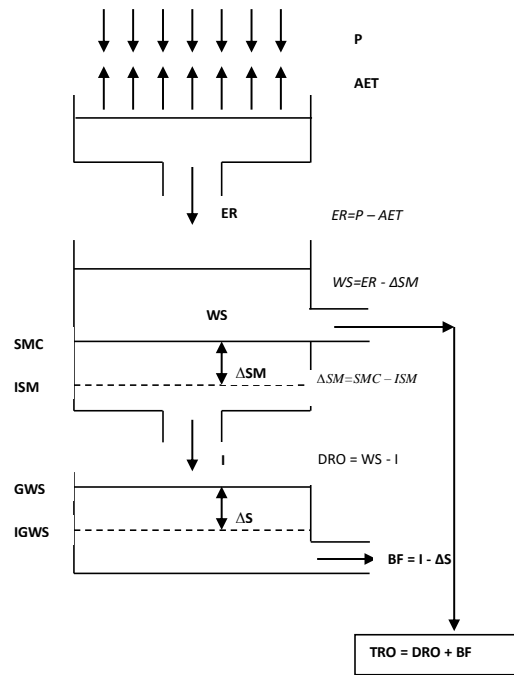 P
AET
ER
ER=P – AET
WS=ER - ΔSM
WS
SMC
ΔSM
ISM
ΔSM=SMC – ISM
I
DRO = WS - I
GWS
ΔS
IGWS
BF = I - ΔS
TRO = DRO + BF